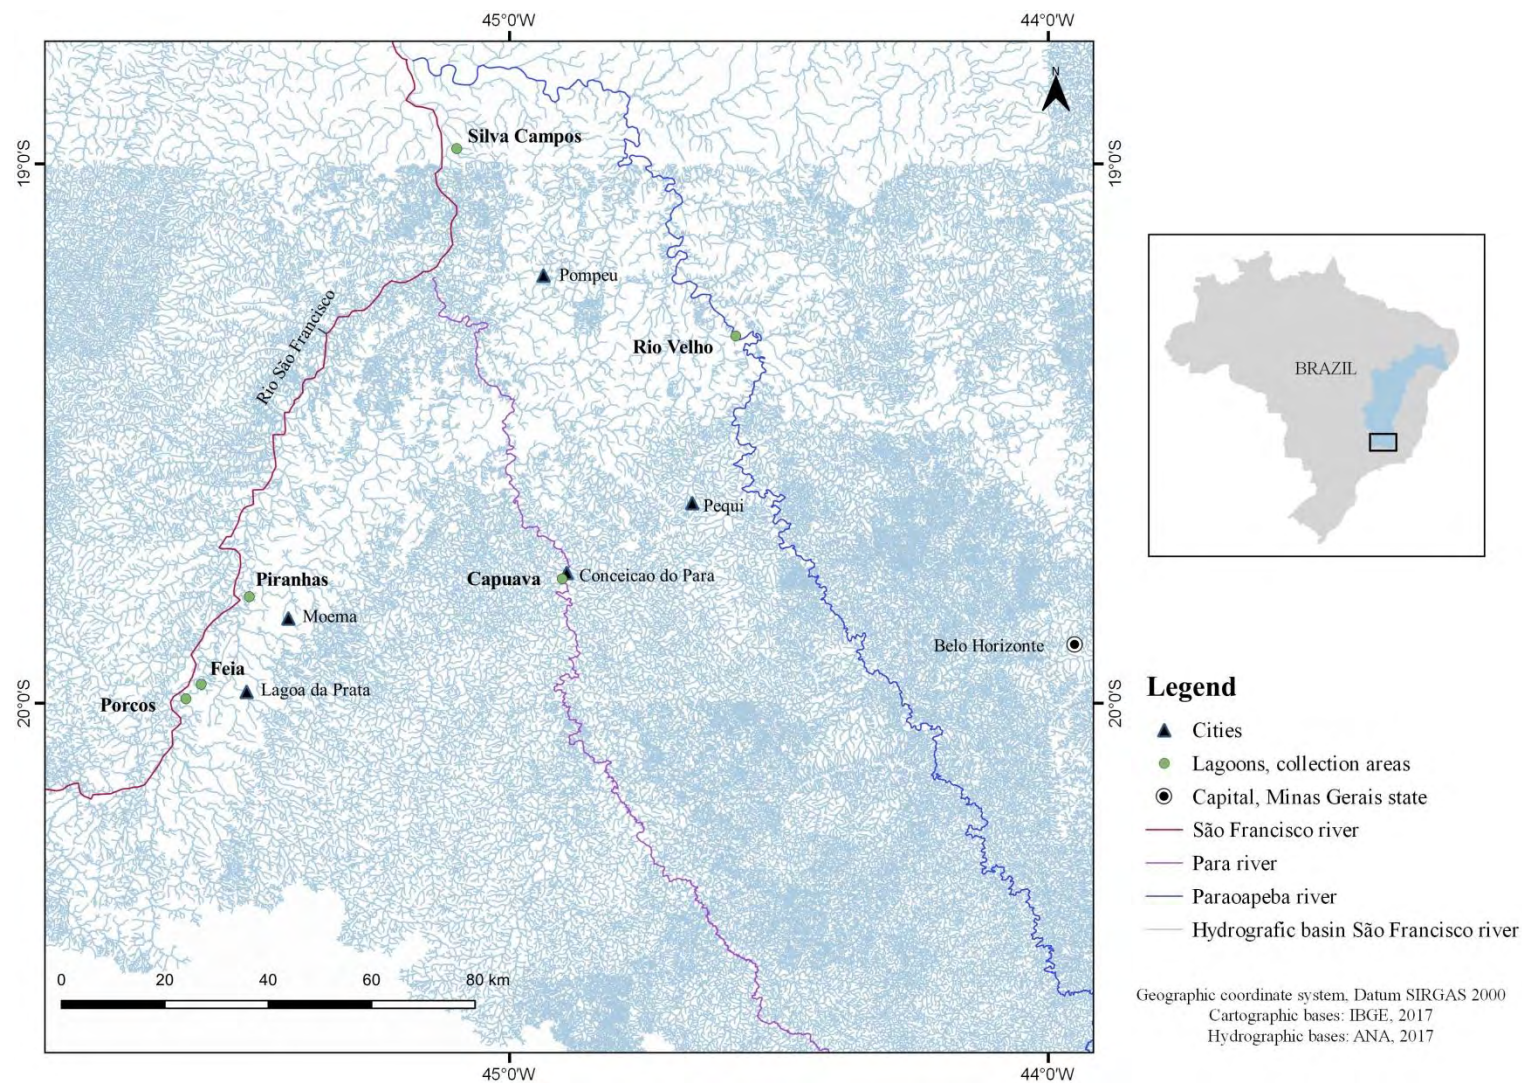 45°0'W
44°0'W
N
Silva Campos
19°0'S
19°0'S
Pompeu
Rio São Francisco
Rio Velho
BRAZIL
Pequi
Piranhas
Capuava
Conceicao do Para
Moema
Belo Horizonte
Feia
Lagoa da Prata
Porcos
20°0'S
20°0'S
Legend
Cities
Lagoons, collection areas
Capital, Minas Gerais state
São Francisco river
Para river
Paraoapeba river
Hydrografic basin São Francisco river
0 20 40 60 80 km
Geographic coordinate system, Datum SIRGAS 2000
Cartographic bases: IBGE, 2017
Hydrographic bases: ANA, 2017
45°0'W
44°0'W